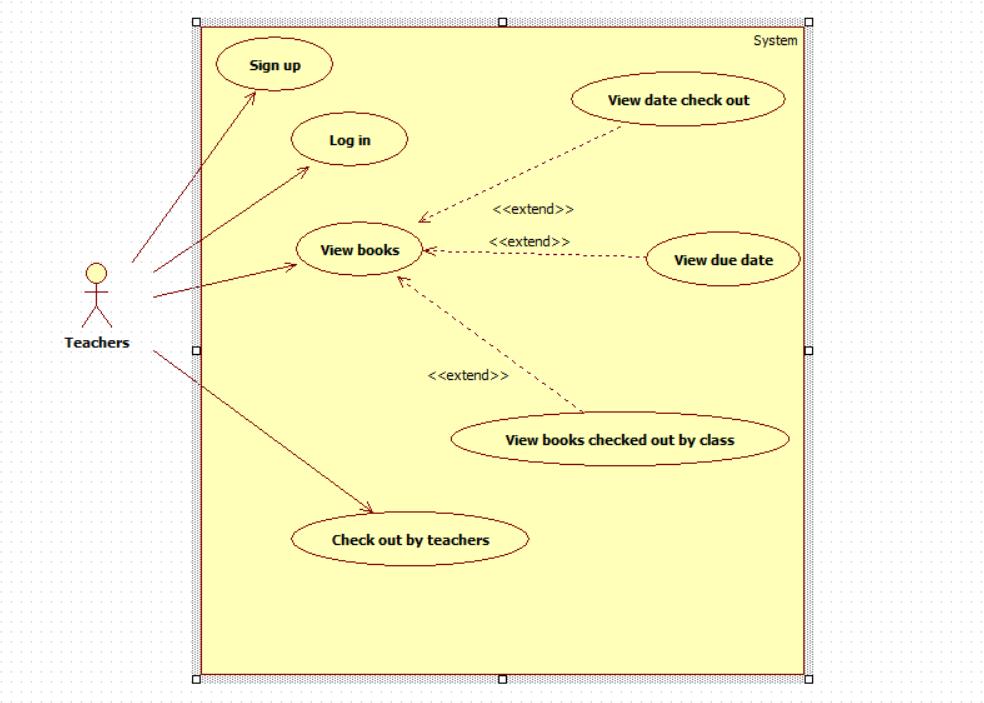 System
Sign up
View date check out
Log in
<<extend>>
<<extend>>
View books
View due date
Teachers
<<extend>>
View books checked out by class
Check out by teachers